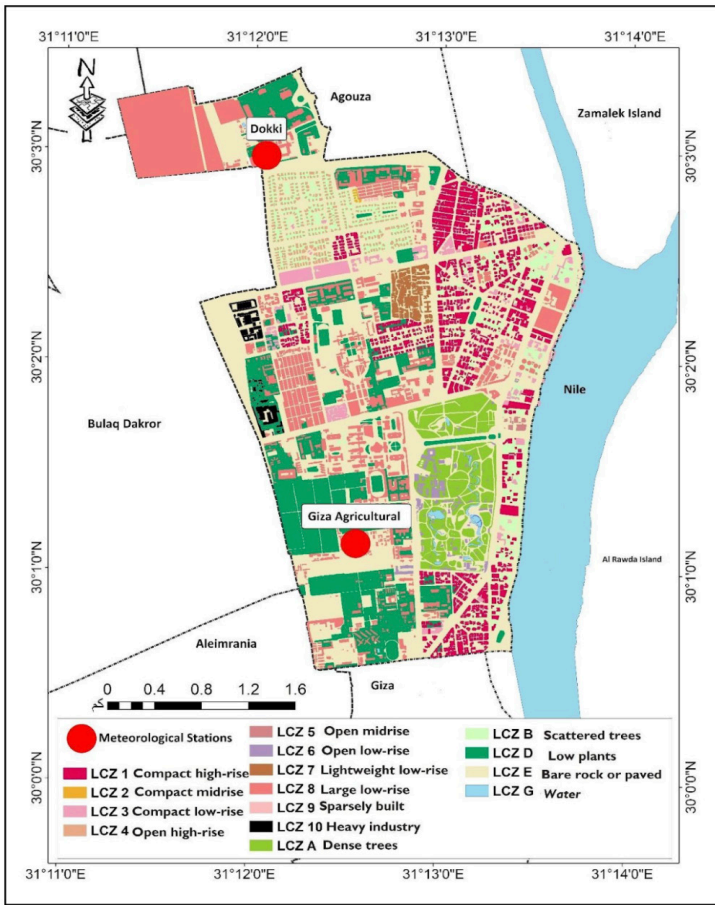 31°11'0"E 31°12'0"E 31°13'0"E 31°14'0"E
N
Agouza
Zamalek Island
Dokki
30°3'0"N 30°3'0"N
30°2'0"N 30°2'0"N
Nile
Bulaq Dakror
Giza Agricultural
30°1'0"N 30°1'0"N
Al Rawda Island
Aleimrania
Giza
0 0.4 0.8 1.2 1.6
Meteorological Stations
LCZ 1 Compact high-rise
LCZ 2 Compact midrise
LCZ 3 Compact low-rise
LCZ 4 Open high-rise
LCZ 5 Open midrise
LCZ 6 Open low-rise
LCZ 7 Lightweight low-rise
LCZ 8 Large low-rise
LCZ 9 Sparsely built
LCZ 10 Heavy industry
LCZ A Dense trees
LCZ B Scattered trees
LCZ D Low plants
LCZ E Bare rock or paved
LCZ G Water
30°0'0"N 30°0'0"N
31°11'0"E 31°12'0"E 31°13'0"E 31°14'0"E